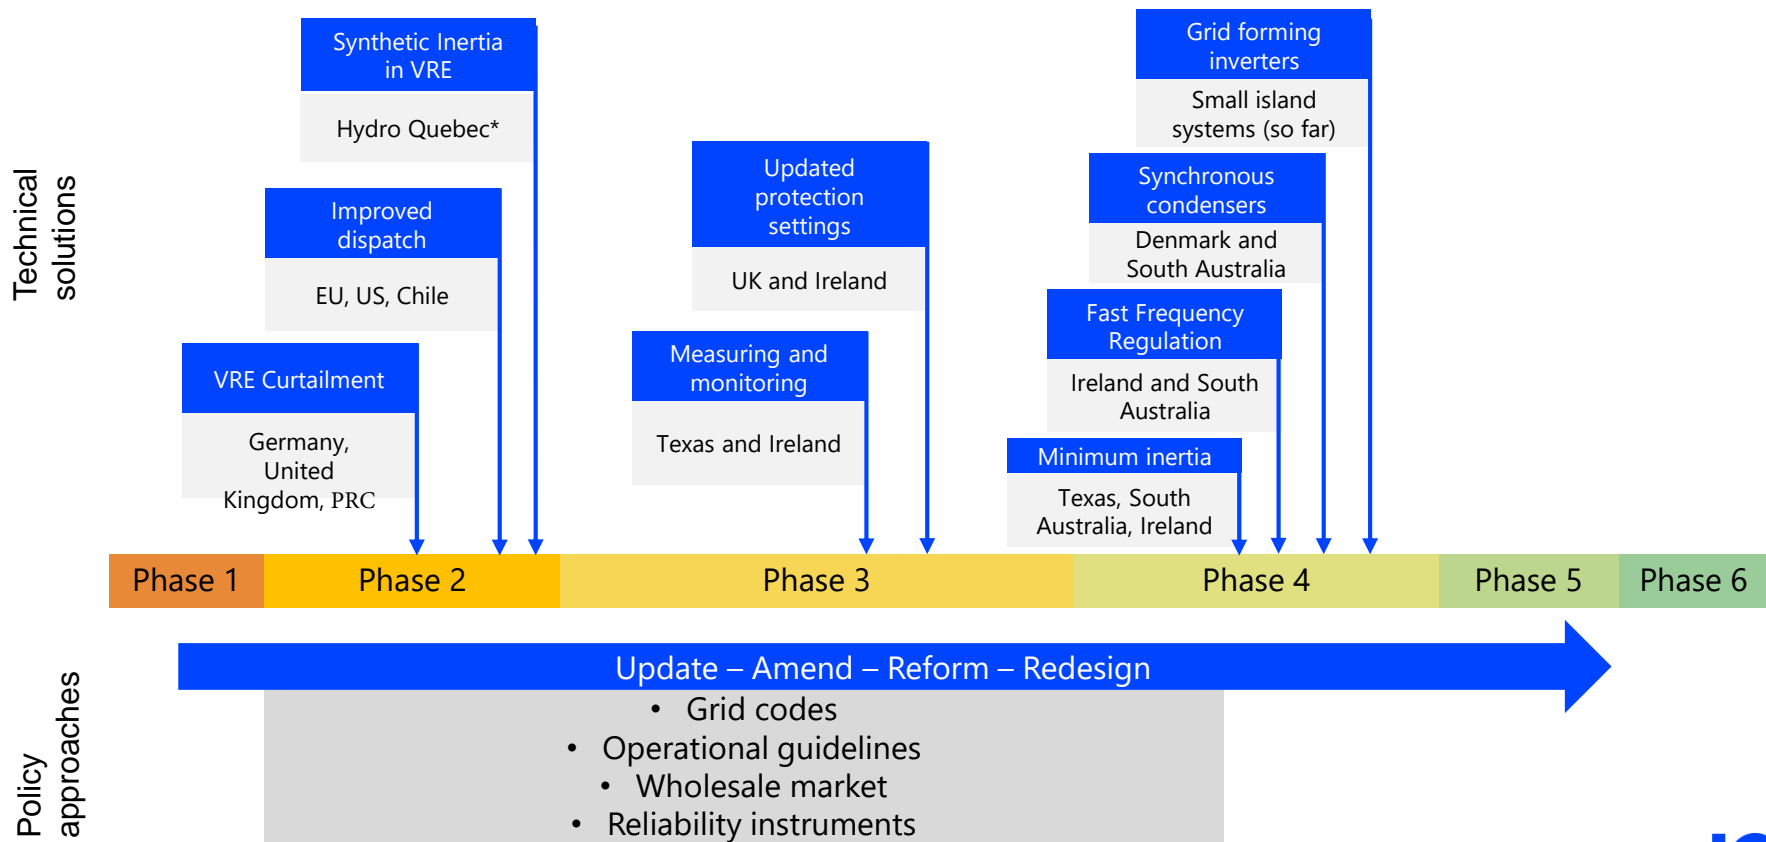 Technical
solutions
Synthetic Inertia
in VRE
Hydro Quebec*
Improved
dispatch
EU, US, Chile
VRE Curtailment
Germany,
United
Kingdom, PRC
Updated
protection
settings
UK and Ireland
Measuring and
monitoring
Texas and Ireland
Grid forming
inverters
Small island
systems (so far)
Synchronous
condensers
Denmark and
South Australia
Fast Frequency
Regulation
Ireland and South
Australia
Minimum inertia
Texas, South
Australia, Ireland
Phase 1
Phase 2
Phase 3
Phase 4
Phase 5
Phase 6
Policy
approaches
Update – Amend – Reform – Redesign
• Grid codes
• Operational guidelines
• Wholesale market
• Reliability instruments